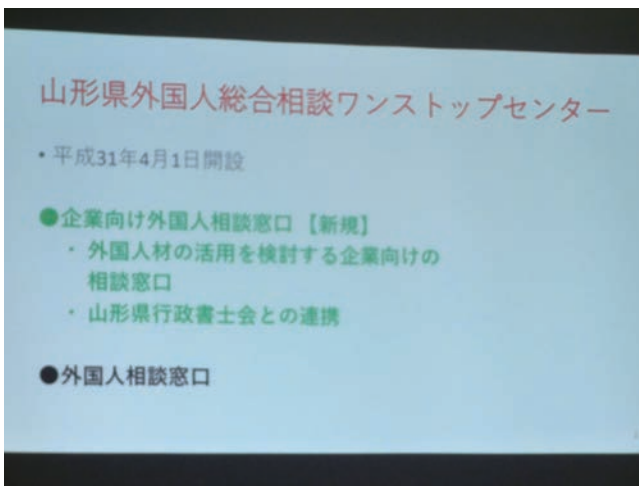 山形県外国人総合相談ワンストップセンター
・平成31年4月1日開設
●企業向け外国人相談窓口【新規】
・ 外国人材の活用を検討する企業向けの
相談窓口
・ 山形県行政書士会との連携
●外国人相談窓口